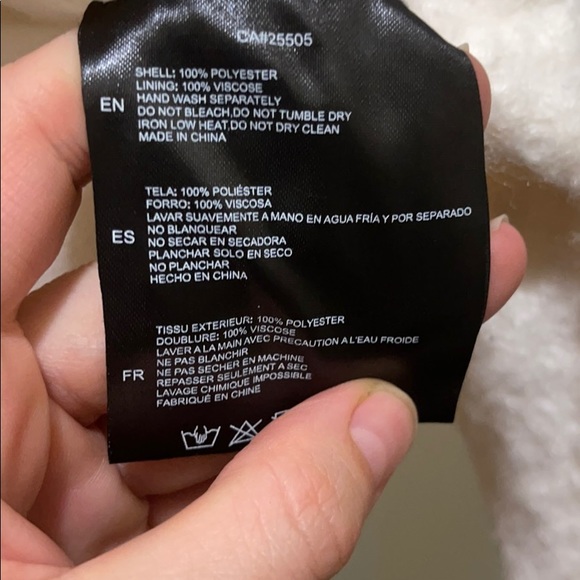 CA#25505
EN
SHELL: 100% POLYESTER
LINING: 100% VISCOSE
HAND WASH SEPARATELY
DO NOT BLEACH,DO NOT TUMBLE DRY
IRON LOW HEAT,DO NOT DRY CLEAN
MADE IN CHINA
ES
TELA: 100% POLIÉSTER
FORRO: 100% VISCOSA
LAVAR SUAVEMENTE A MANO EN AGUA FRÍA Y POR SEPARADO
NO BLANQUEAR
NO SECAR EN SECADORA
PLANCHAR SOLO EN SECO
NO PLANCHAR
HECHO EN CHINA
FR
TISSU EXTERIEUR: 100% POLYESTER
DOUBLURE: 100% VISCOSE
LAVER A LA MAIN AVEC PRECAUTION A L'EAU FROIDE
NE PAS BLANCHIR
NE PAS SECHER EN MACHINE
REPASSER SEULEMENT A SEC
LAVAGE CHIMIQUE IMPOSSIBLE
FABRIQUÉ EN CHINE